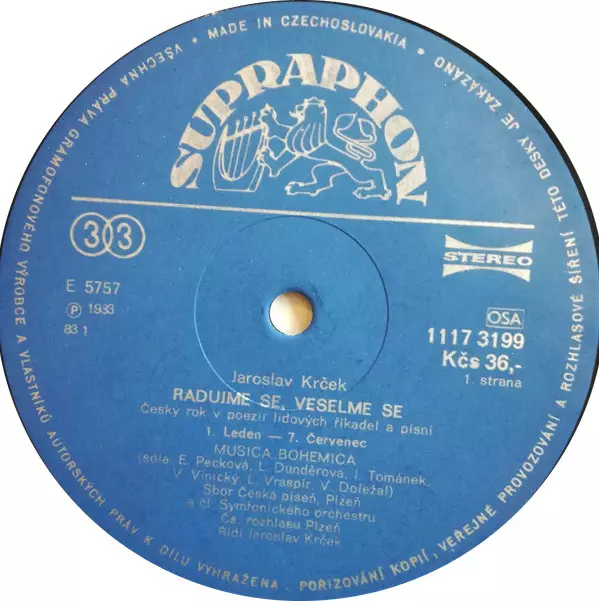 VŠECHNA PRÁVA GRAMOFONOVÉHO VÝROBCE A VLASTNÍKŮ AUTORSKÝCH PRÁV K DÍLU VYHRAŽENA. POŘIZOVÁNÍ KOPIÍ, VEŘEJNÉ PROVOZOVÁNÍ A ROZHLASOVÉ ŠÍŘENÍ TÉTO DESKY JE ZAKÁZÁNO
• MADE IN CZECHOSLOVAKIA •
SUPRAPHON
33
STEREO
E 5757
Ⓟ 1933
83 1
OSA
1117 3199
Kčs 36,-
1. strana
Jaroslav Krček
RADUJME SE, VESELME SE
Český rok v poezii lidových říkadel a písní
1. Leden — 7. Červenec
MUSICA BOHEMICA
(sóla: E. Pecková, L. Dunděrová, J. Tománek,
V. Vinický, L. Vraspír, V. Doležal)
Sbor Česká píseň, Plzeň
a čl. Symfonického orchestru
Čs. rozhlasu Plzeň
Řídí Jaroslav Krček